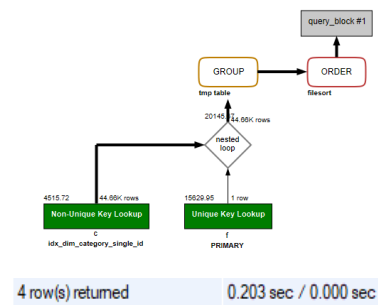 query_block #1
GROUP
ORDER
tmp table
filesort
20145.67
44.66K rows
nested
loop
4515.72
44.66K rows
15629.95
1 row
Non-Unique Key Lookup
Unique Key Lookup
c
f
idx_dim_category_single_id
PRIMARY
4 row(s) returned
0.203 sec / 0.000 sec